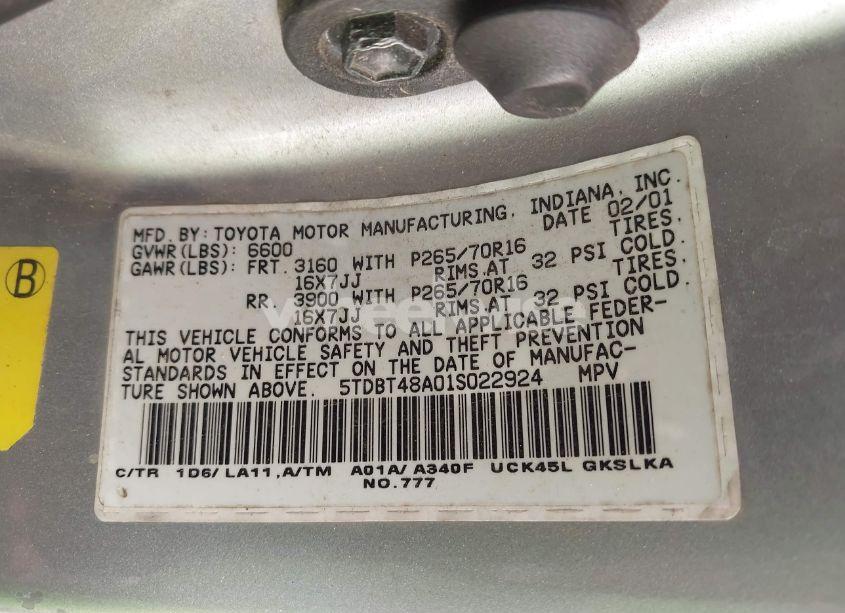 B
MFD. BY: TOYOTA MOTOR MANUFACTURING, INDIANA, INC.
GVWR(LBS): 6600 DATE 02/01
GAWR(LBS): FRT. 3160 WITH P265/70R16 TIRES.
16X7JJ RIMS.AT 32 PSI COLD.
RR. 3900 WITH P265/70R16 TIRES.
16X7JJ RIMS.AT 32 PSI COLD.
THIS VEHICLE CONFORMS TO ALL APPLICABLE FEDER-
AL MOTOR VEHICLE SAFETY AND THEFT PREVENTION
STANDARDS IN EFFECT ON THE DATE OF MANUFAC-
TURE SHOWN ABOVE. 5TDBT48A01S022924 MPV
C/TR 1D6/ LA11,A/TM A01A/ A340F UCK45L GKSLKA
NO.777